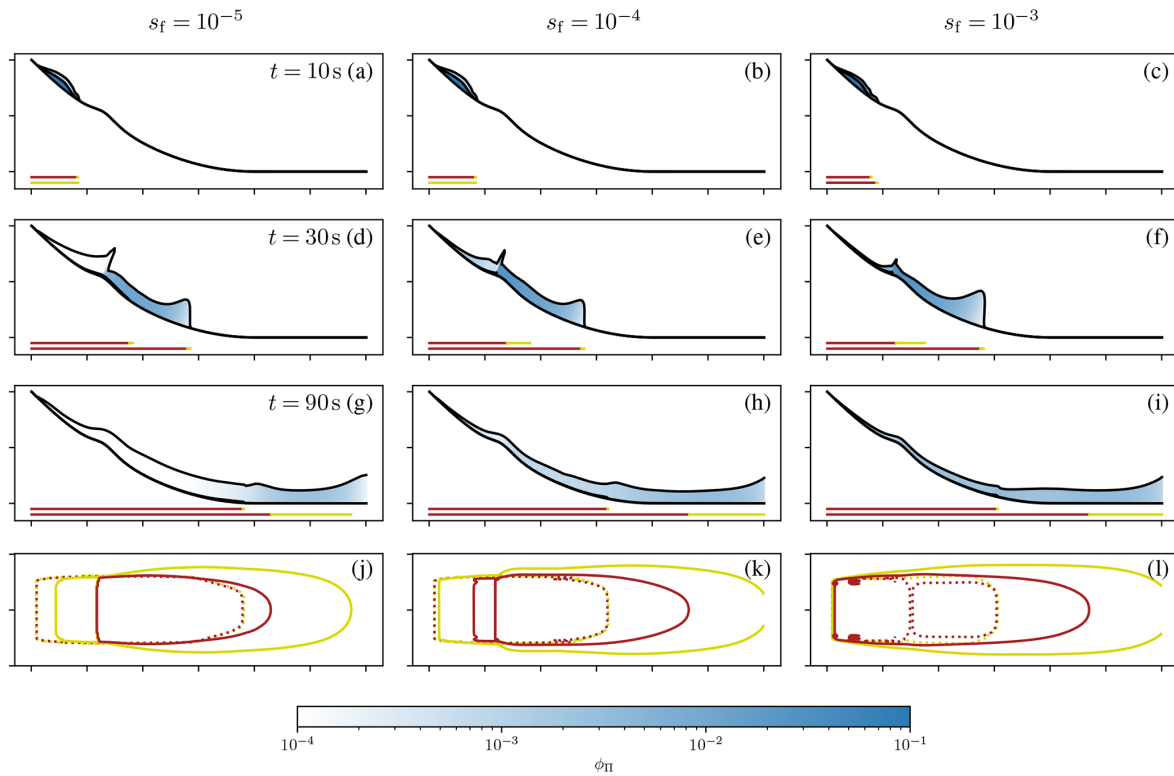 s_f = 10^{-5} s_f = 10^{-4} s_f = 10^{-3}
t = 10 s (a) (b) (c)
t = 30 s (d) (e) (f)
t = 90 s (g) (h) (i)
(j) (k) (l)
10^{-4} 10^{-3} 10^{-2} 10^{-1}
ϕ_Π